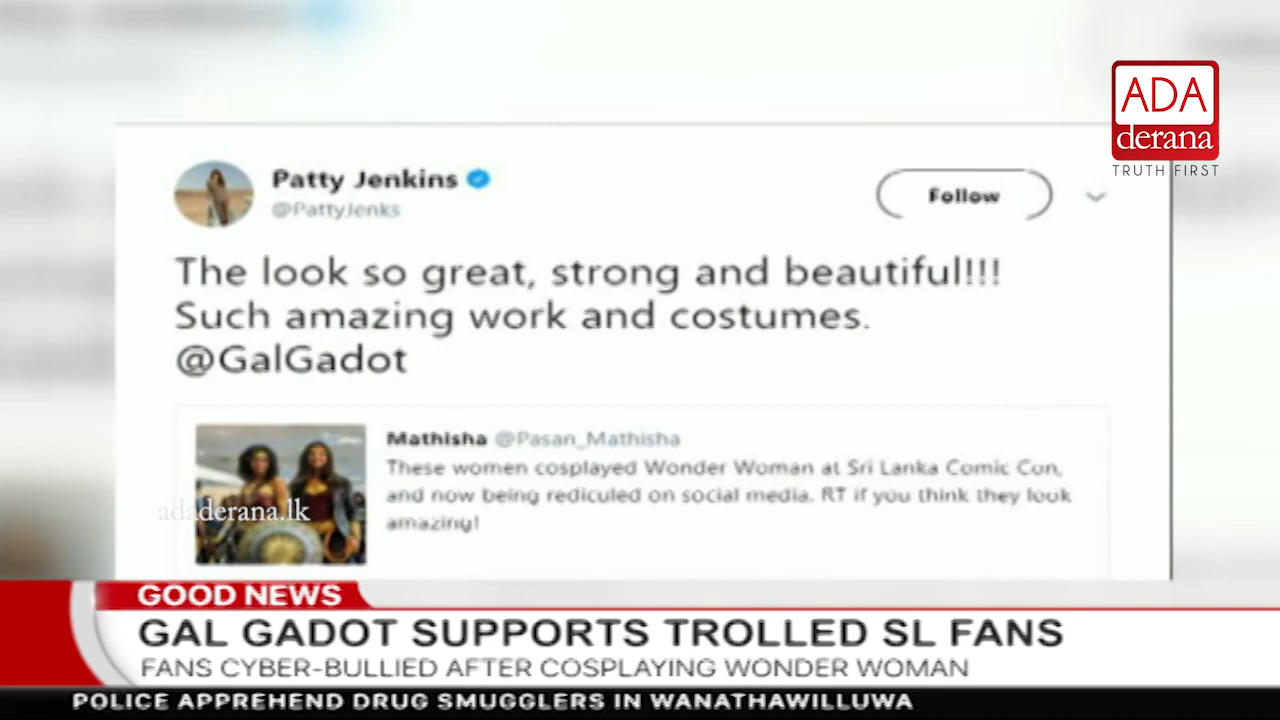 ADA
derana
TRUTH FIRST
Patty Jenkins
@PattyJenks
Follow
The look so great, strong and beautiful!!!
Such amazing work and costumes.
@GalGadot
Mathisha @Pasan_Mathisha
These women cosplayed Wonder Woman at Sri Lanka Comic Con,
and now being rediculed on social media. RT if you think they look
amazing!
adaderana.lk
GOOD NEWS
GAL GADOT SUPPORTS TROLLED SL FANS
FANS CYBER-BULLIED AFTER COSPLAYING WONDER WOMAN
POLICE APPREHEND DRUG SMUGGLERS IN WANATHAWILLUWA